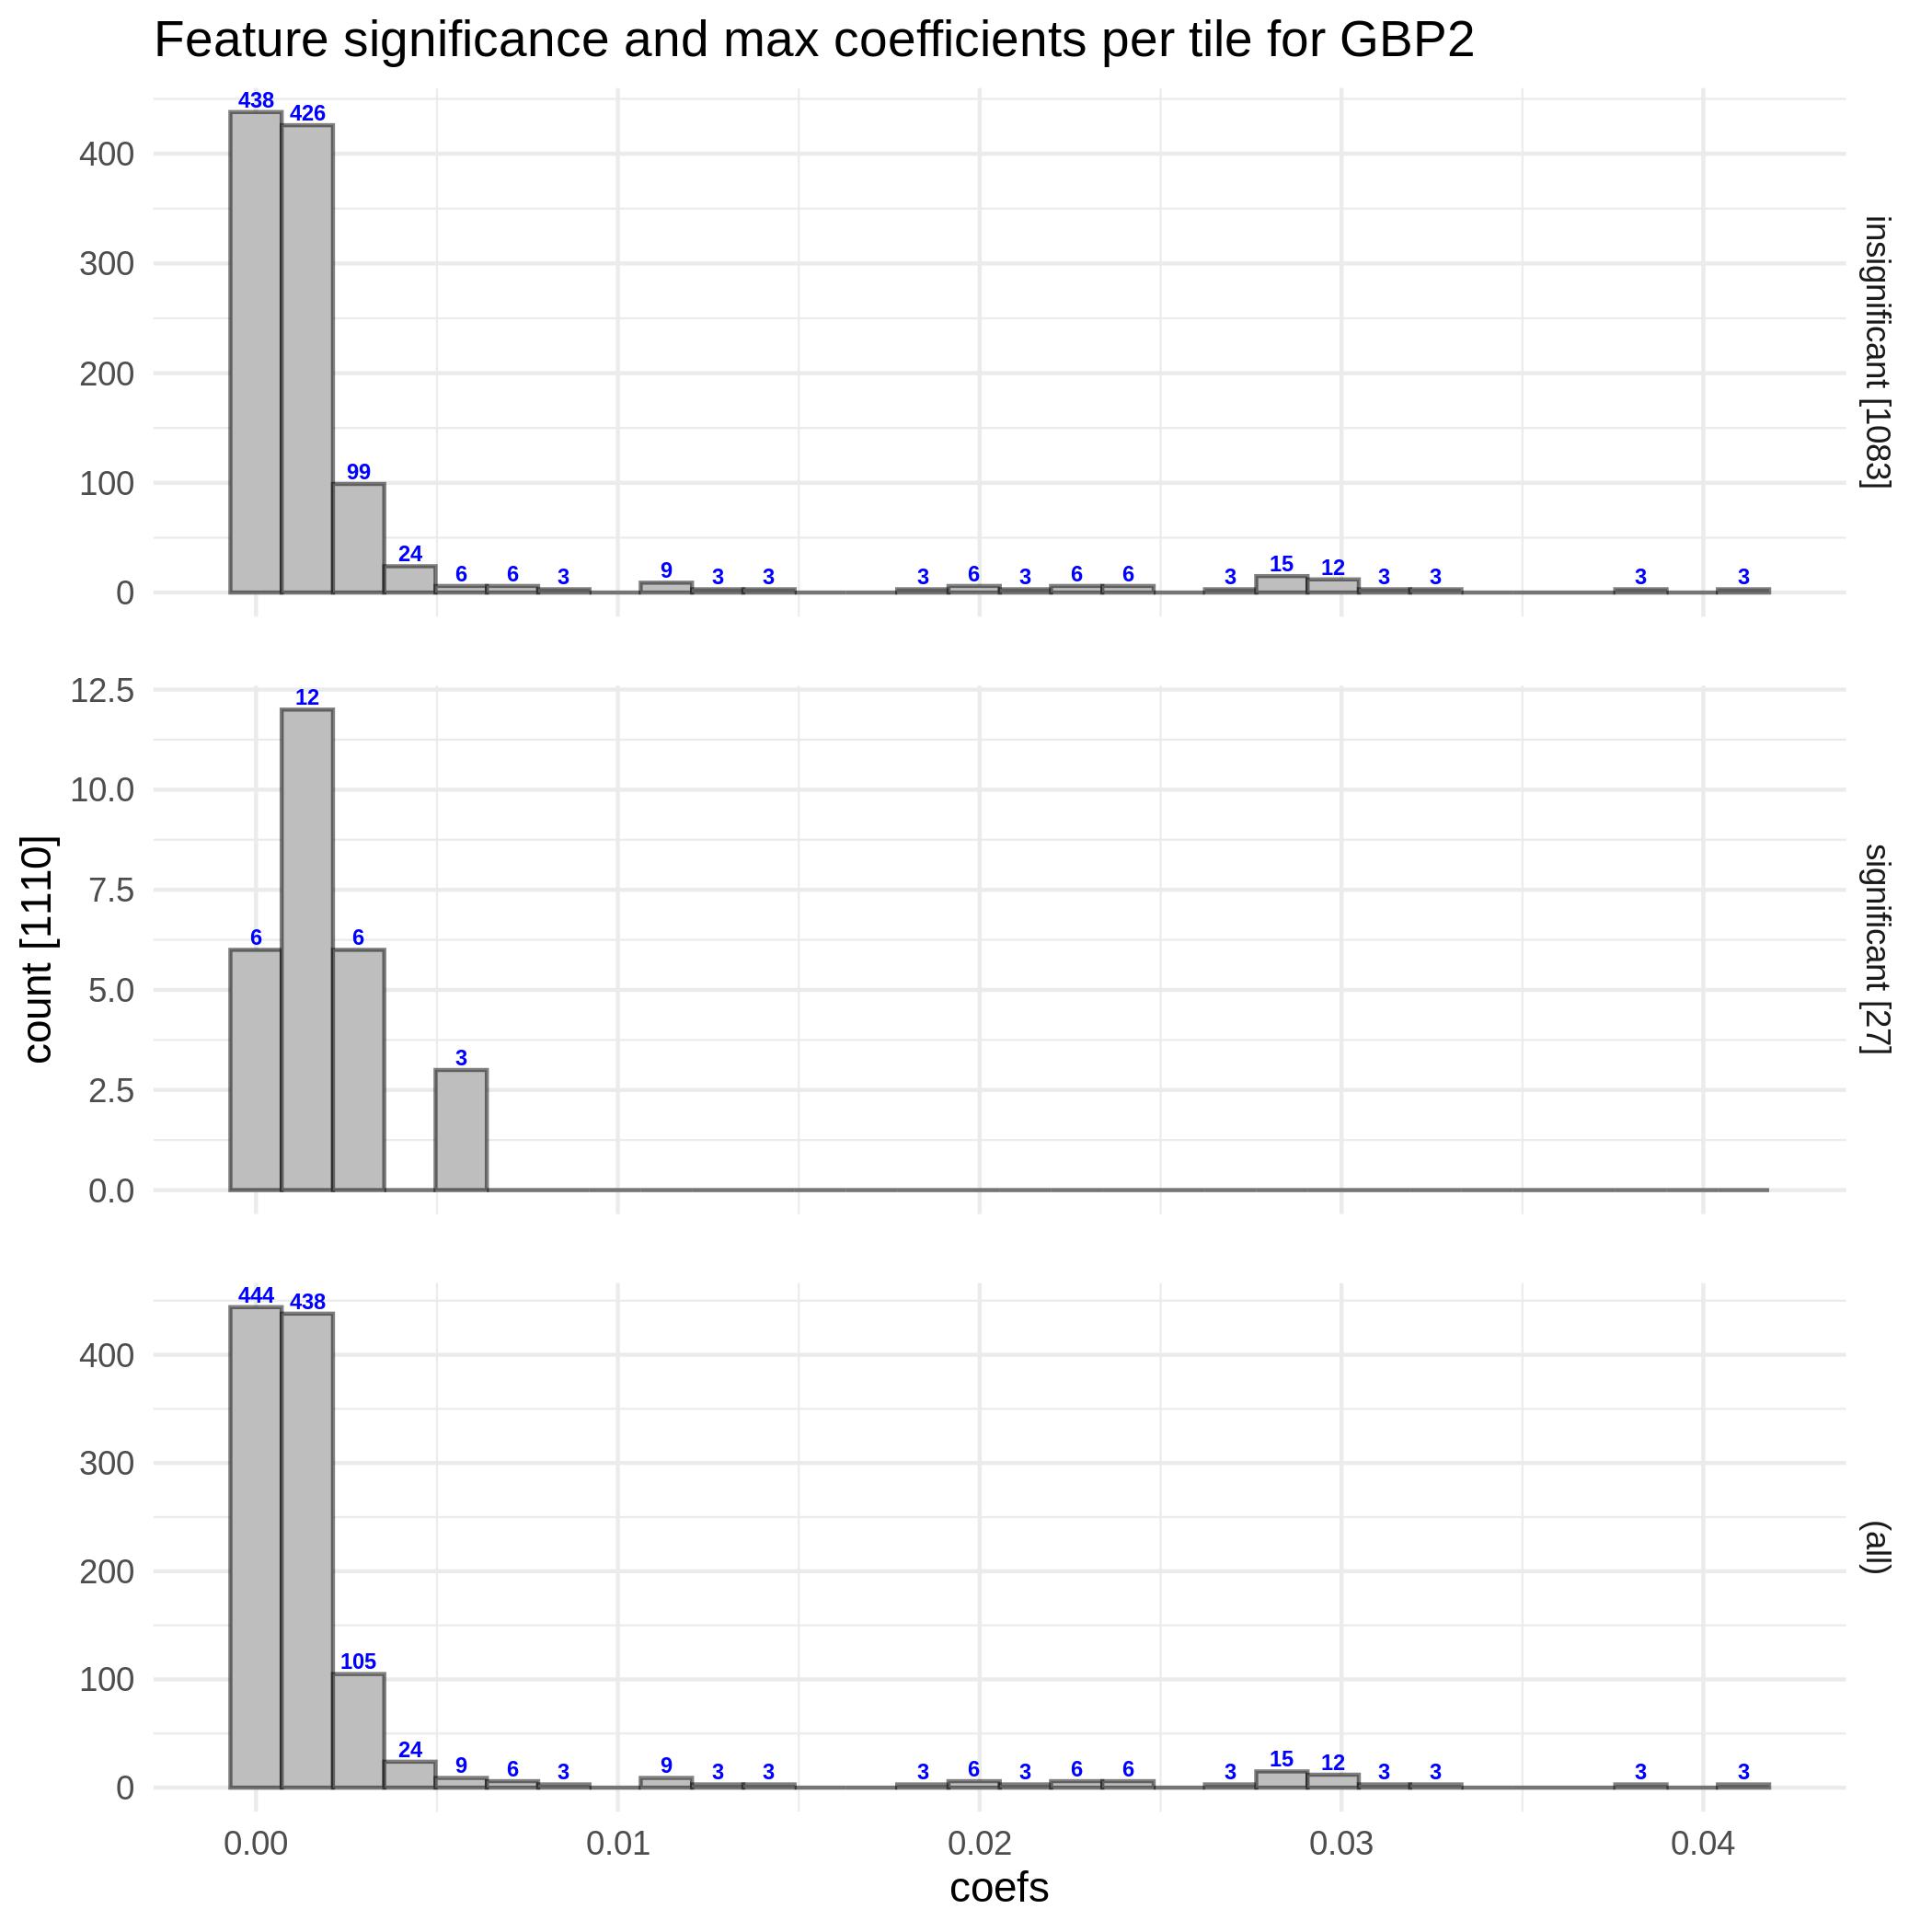 Feature significance and max coefficients per tile for GBP2
438 426 99 24 6 6 3 9 3 3 3 6 3 6 6 3 15 12 3 3 3 3
400
300
200
100
0
insignificant [1083]
12.5
10.0
7.5
5.0
2.5
0.0
6 12 6 3
significant [27]
count [1110]
444 438 105 24 9 6 3 9 3 3 3 6 3 6 6 3 15 12 3 3 3 3
400
300
200
100
0
(all)
0.00 0.01 0.02 0.03 0.04
coefs